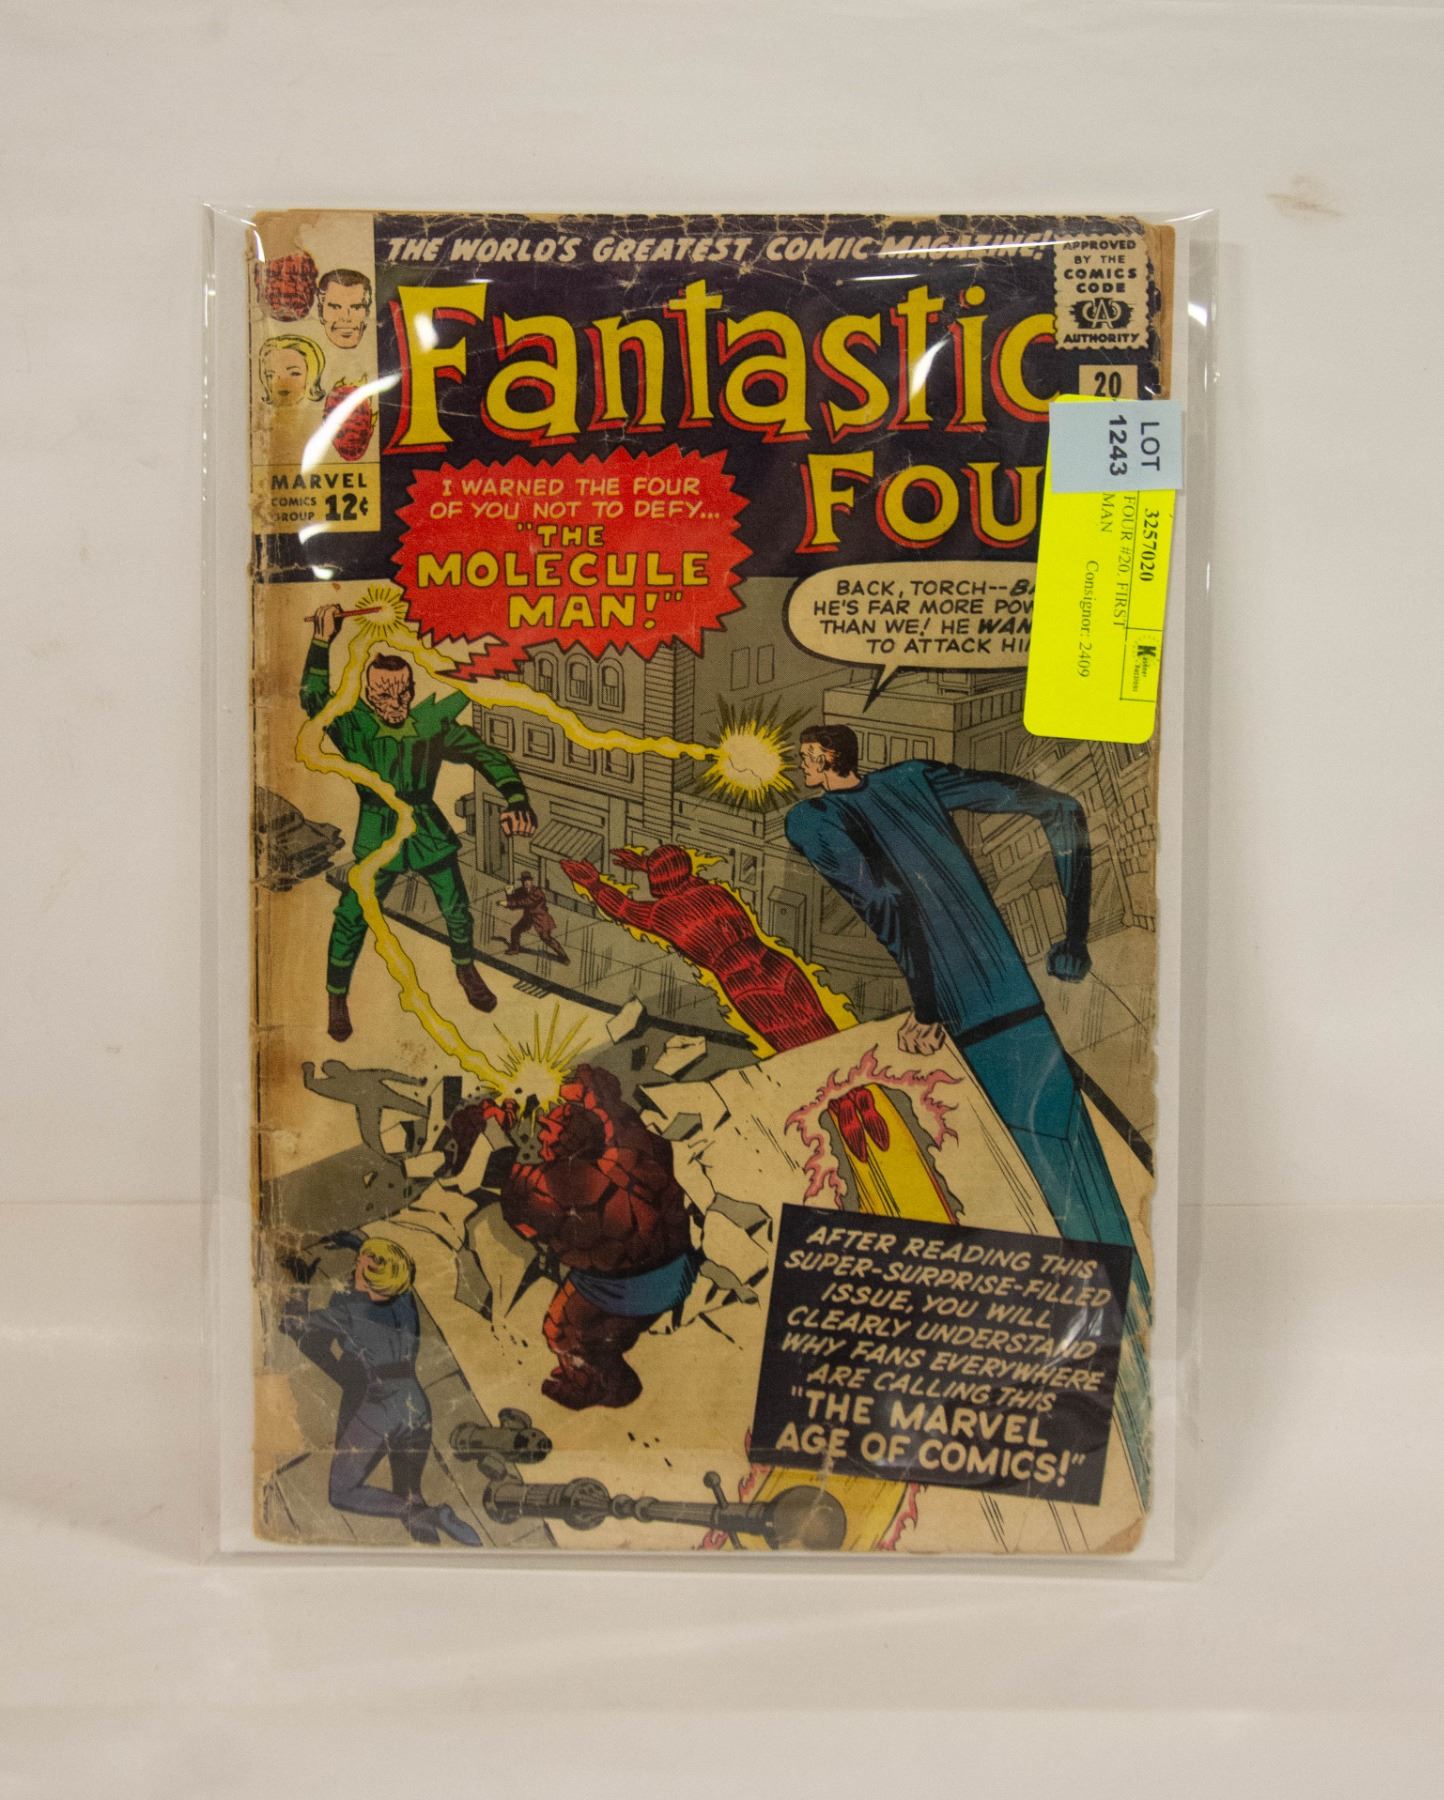 THE WORLD'S GREATEST COMIC MAGAZINE!
APPROVED
BY THE
COMICS
CODE
CA
AUTHORITY
Fantastic
FOU
20
MARVEL
COMICS
GROUP 12¢
I WARNED THE FOUR
OF YOU NOT TO DEFY...
"THE
MOLECULE
MAN!"
BACK, TORCH--BA
HE'S FAR MORE POW
THAN WE! HE WAN
TO ATTACK HI
LOT
1243
3257020
FOUR #20, FIRST
MAN
Consignor: 2409
AFTER READING THIS
SUPER-SURPRISE-FILLED
ISSUE, YOU WILL
CLEARLY UNDERSTAND
WHY FANS EVERYWHERE
ARE CALLING THIS
"THE MARVEL
AGE OF COMICS!"